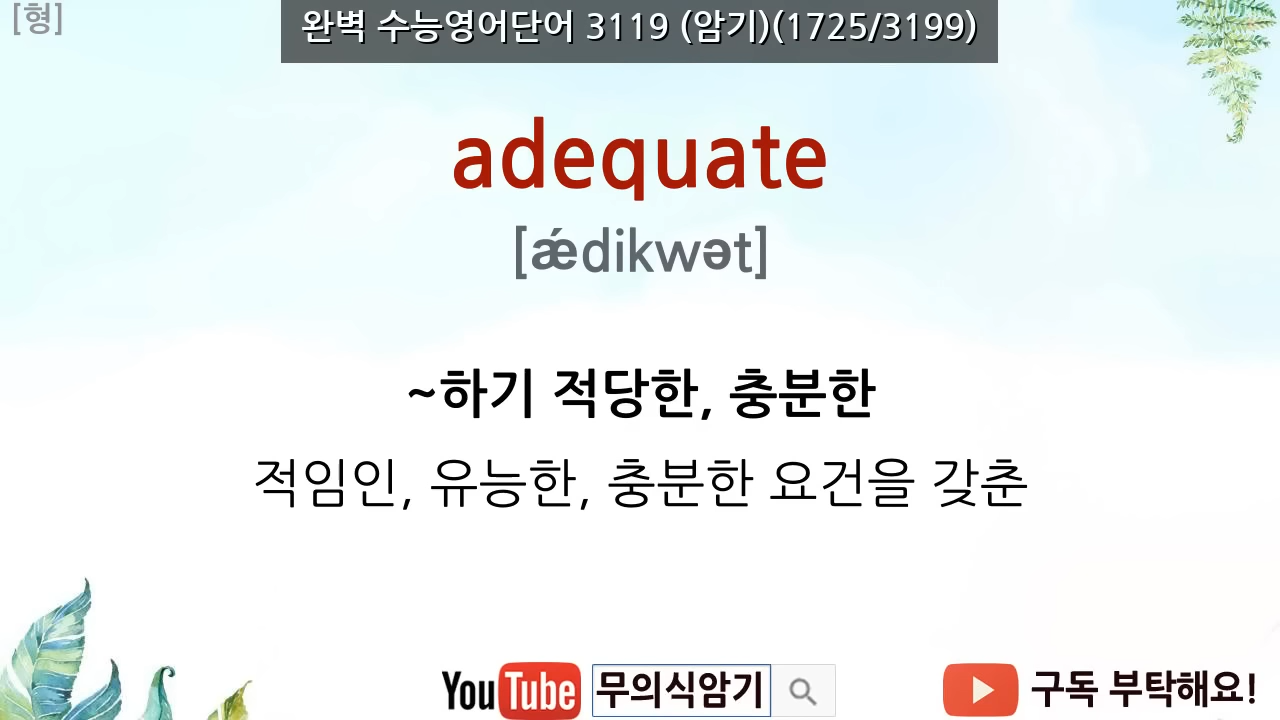 [형]
완벽 수능영어단어 3119 (암기)(1725/3199)
adequate
[ǽdikwət]
~하기 적당한, 충분한
적임인, 유능한, 충분한 요건을 갖춘
YouTube 무의식암기
구독 부탁해요!